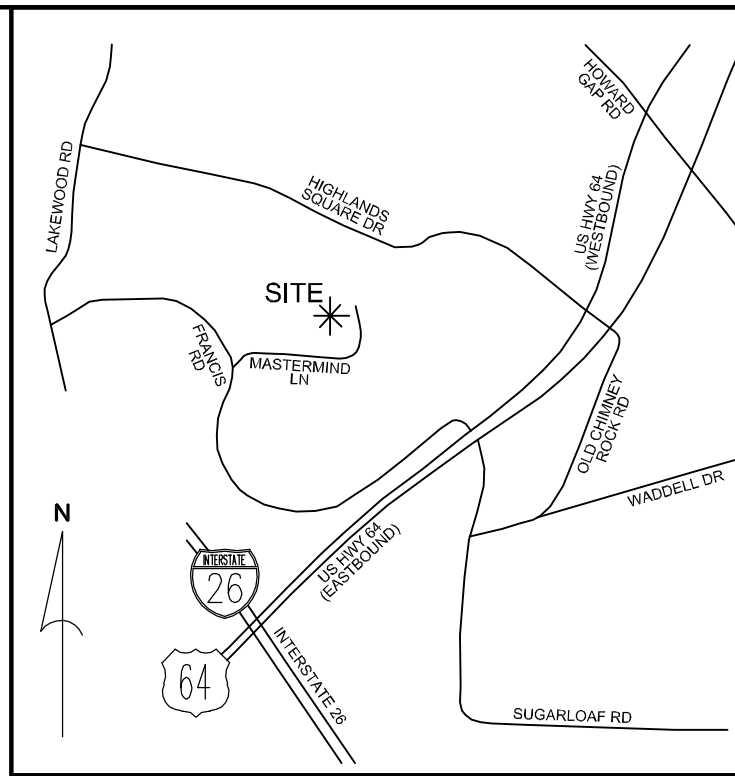 HOWARD
GAP RD
LAKEWOOD RD
HIGHLANDS
SQUARE DR
US HWY 64
(WESTBOUND)
SITE
FRANCIS
RD
MASTERMIND
LN
OLD CHIMNEY
ROCK RD
WADDELL DR
N
US HWY 64
(EASTBOUND)
INTERSTATE
26
INTERSTATE 26
64
SUGARLOAF RD